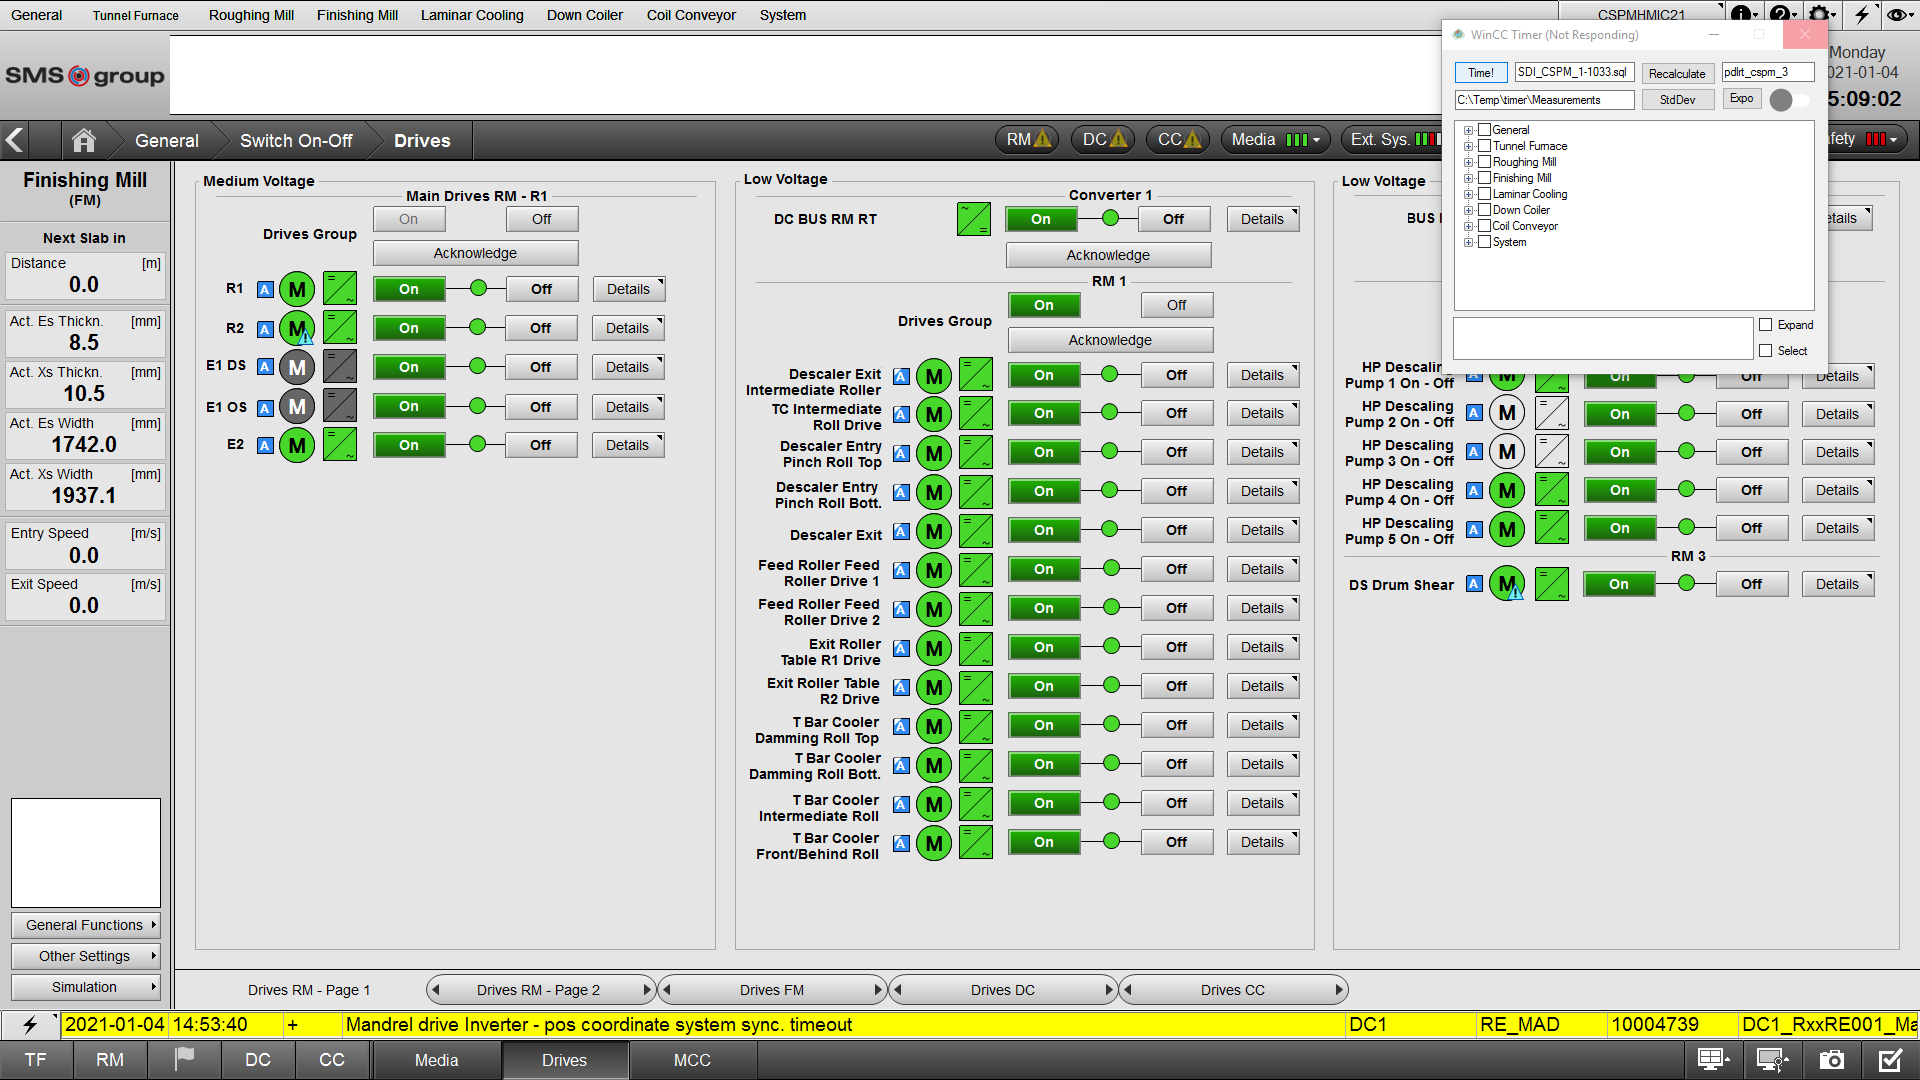 General Tunnel Furnace Roughing Mill Finishing Mill Laminar Cooling Down Coiler Coil Conveyor System CSPMHMIC21
WinCC Timer (Not Responding)
SMS group
Monday
021-01-04
5:09:02
Time! SDI_CSPM_1-1033.sql Recalculate pdlrt_cspm_3
C:\Temp\timer\Measurements StdDev Expo
General
Tunnel Furnace
Roughing Mill
Finishing Mill
Laminar Cooling
Down Coiler
Coil Conveyor
System
Expand
Select
General Switch On-Off Drives RM DC CC Media Ext. Sys. fety
Finishing Mill
(FM)
Next Slab in
Distance [m]
0.0
Act. Es Thickn. [mm]
8.5
Act. Xs Thickn. [mm]
10.5
Act. Es Width [mm]
1742.0
Act. Xs Width [mm]
1937.1
Entry Speed [m/s]
0.0
Exit Speed [m/s]
0.0
General Functions
Other Settings
Simulation
Medium Voltage
Main Drives RM - R1
On Off
Drives Group
Acknowledge
R1 A M On Off Details
R2 A M On Off Details
E1 DS A M On Off Details
E1 OS A M On Off Details
E2 A M On Off Details
Low Voltage
Converter 1
DC BUS RM RT On Off Details
Acknowledge
RM 1
On Off
Drives Group
Acknowledge
Descaler Exit
Intermediate Roller A M On Off Details
TC Intermediate
Roll Drive A M On Off Details
Descaler Entry
Pinch Roll Top A M On Off Details
Descaler Entry
Pinch Roll Bott. A M On Off Details
Descaler Exit A M On Off Details
Feed Roller Feed
Roller Drive 1 A M On Off Details
Feed Roller Feed
Roller Drive 2 A M On Off Details
Exit Roller
Table R1 Drive A M On Off Details
Exit Roller Table
R2 Drive A M On Off Details
T Bar Cooler
Damming Roll Top A M On Off Details
T Bar Cooler
Damming Roll Bott. A M On Off Details
T Bar Cooler
Intermediate Roll A M On Off Details
T Bar Cooler
Front/Behind Roll A M On Off Details
Low Voltage
BUS etails
HP Descaling
Pump 1 On - Off A M On Off Details
HP Descaling
Pump 2 On - Off A M On Off Details
HP Descaling
Pump 3 On - Off A M On Off Details
HP Descaling
Pump 4 On - Off A M On Off Details
HP Descaling
Pump 5 On - Off A M On Off Details
RM 3
DS Drum Shear A M On Off Details
Drives RM - Page 1 Drives RM - Page 2 Drives FM Drives DC Drives CC
2021-01-04 14:53:40 + Mandrel drive Inverter - pos coordinate system sync. timeout DC1 RE_MAD 10004739 DC1_RxxRE001_Ma
TF RM DC CC Media Drives MCC